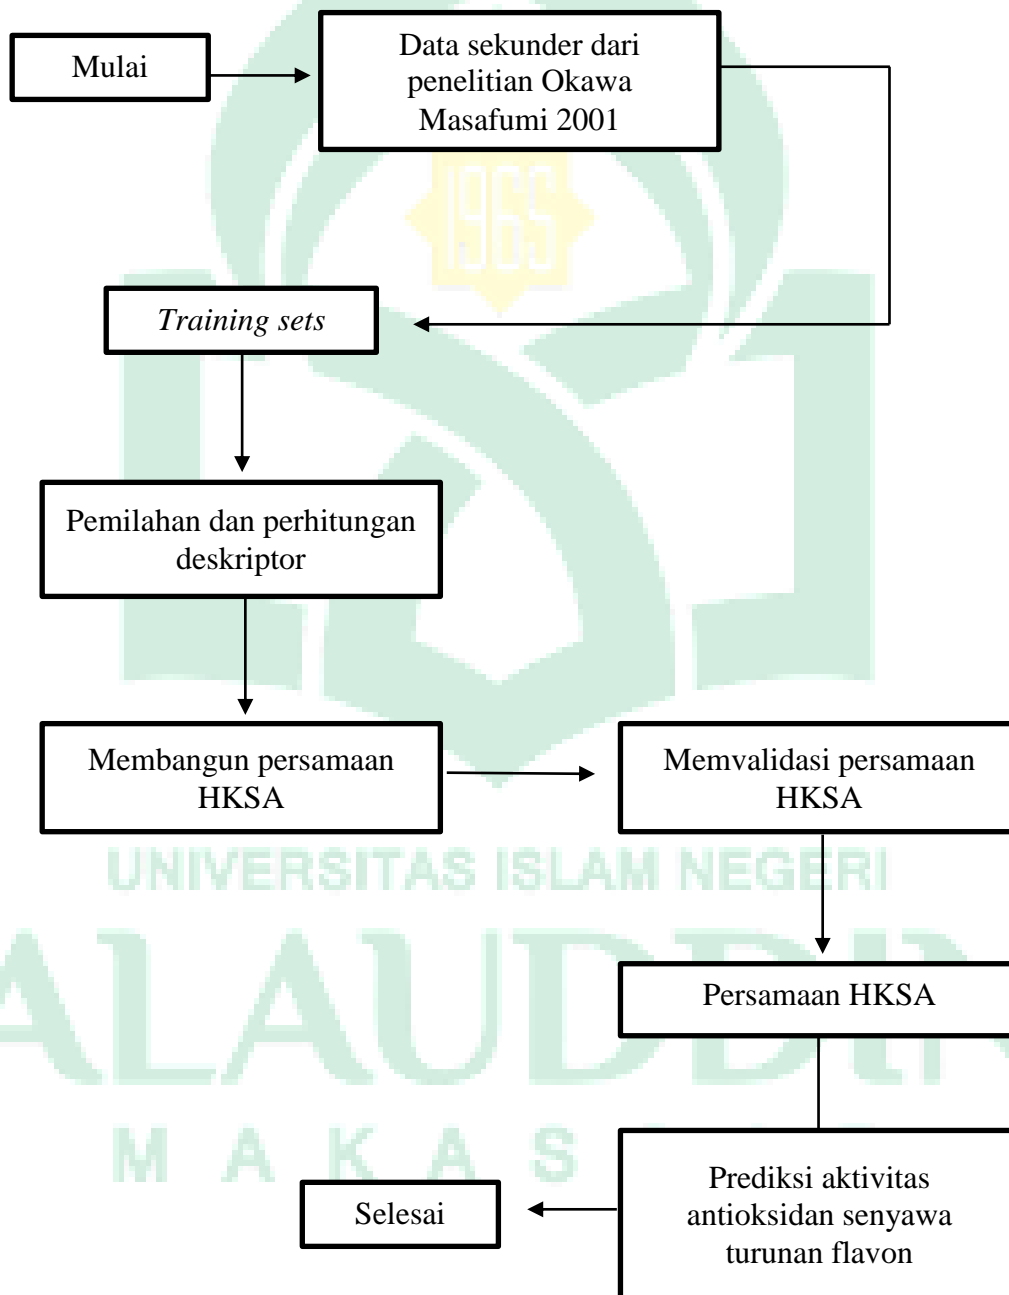 Mulai
Data sekunder dari
penelitian Okawa
Masafumi 2001
1965
Training sets
Pemilahan dan perhitungan
deskriptor
Membangun persamaan
HKSA
Memvalidasi persamaan
HKSA
UNIVERSITAS ISLAM NEGERI
ALAUDDIN
Persamaan HKSA
M A K A S
Prediksi aktivitas
antioksidan senyawa
turunan flavon
Selesai